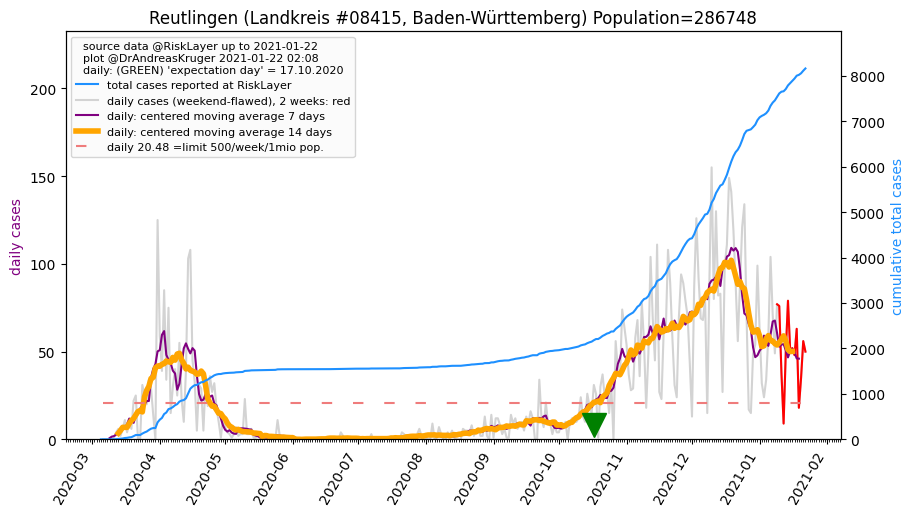 Reutlingen (Landkreis #08415, Baden-Württemberg) Population=286748
source data @RiskLayer up to 2021-01-22
plot @DrAndreasKruger 2021-01-22 02:08
daily: (GREEN) 'expectation day' = 17.10.2020
total cases reported at RiskLayer
daily cases (weekend-flawed), 2 weeks: red
daily: centered moving average 7 days
daily: centered moving average 14 days
daily 20.48 =limit 500/week/1mio pop.
daily cases
200
150
100
50
0
cumulative total cases
8000
7000
6000
5000
4000
3000
2000
1000
0
2020-03
2020-04
2020-05
2020-06
2020-07
2020-08
2020-09
2020-10
2020-11
2020-12
2021-01
2021-02